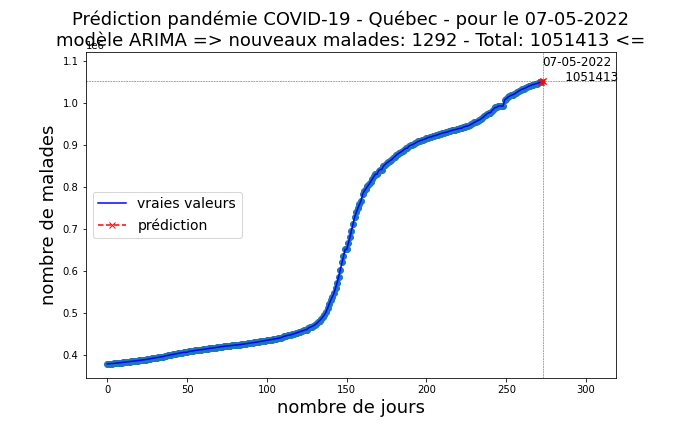 Prédiction pandémie COVID-19 - Québec - pour le 07-05-2022
modèle ARIMA => nouveaux malades: 1292 - Total: 1051413 <=
1e6
07-05-2022
1051413
1.1
1.0
0.9
0.8
0.7
0.6
0.5
0.4
nombre de malades
vraies valeurs
prédiction
0 50 100 150 200 250 300
nombre de jours